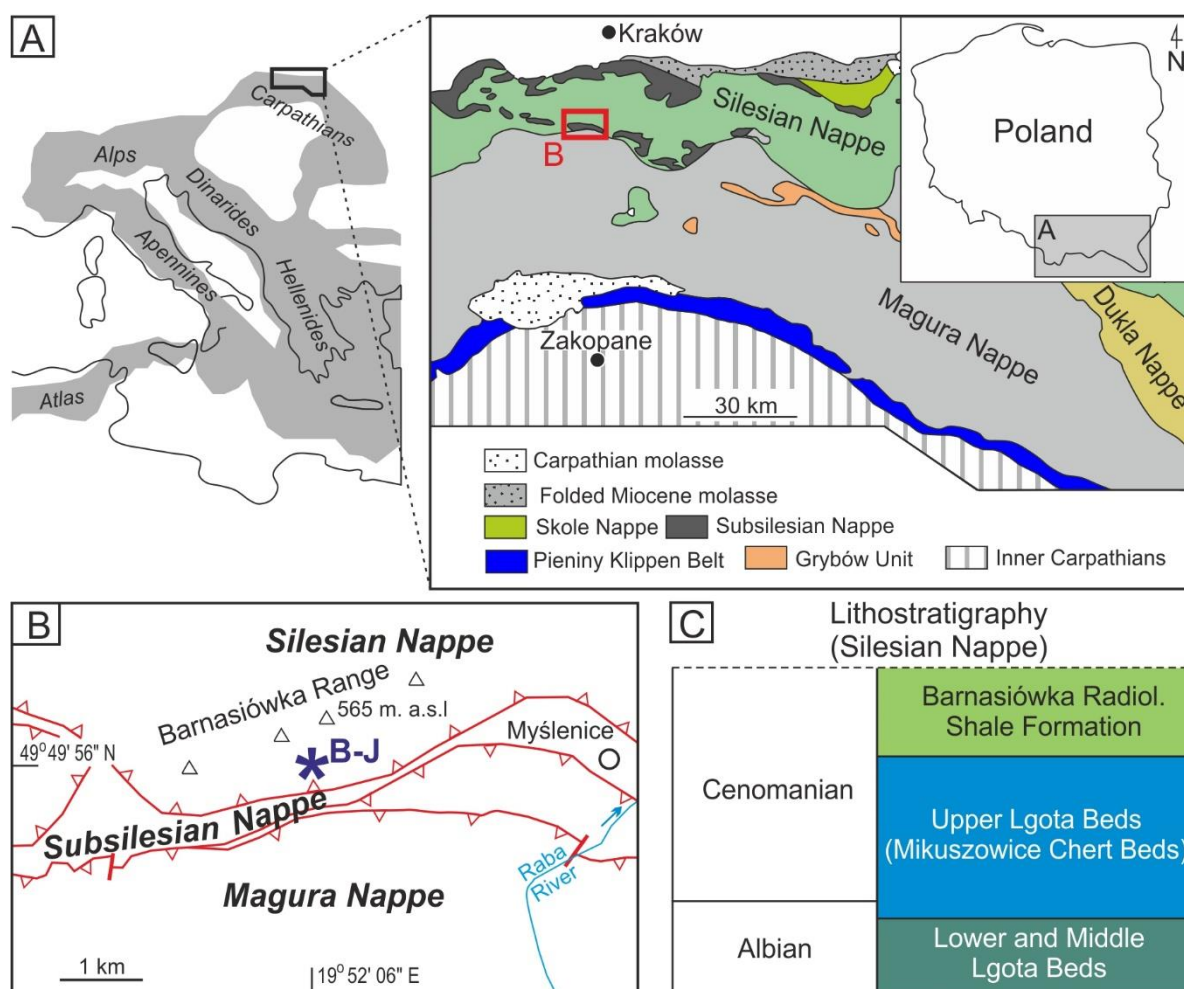 A
Carpathians
Alps
Dinarides
Apennines
Hellenides
Atlas
Kraków
Silesian Nappe
B
Magura Nappe
Dukla Nappe
Zakopane
30 km
N
Poland
A
Carpathian molasse
Folded Miocene molasse
Skole Nappe
Subsilesian Nappe
Pieniny Klippen Belt
Grybów Unit
Inner Carpathians
B
Silesian Nappe
Barnasiówka Range
565 m. a.s.l
Myślenice
49° 49' 56" N
B-J
Subsilesian Nappe
Raba
River
Magura Nappe
1 km
19° 52' 06" E
C
Lithostratigraphy
(Silesian Nappe)
Barnasiówka Radiol.
Shale Formation
Cenomanian
Upper Lgota Beds
(Mikuszowice Chert Beds)
Albian
Lower and Middle
Lgota Beds